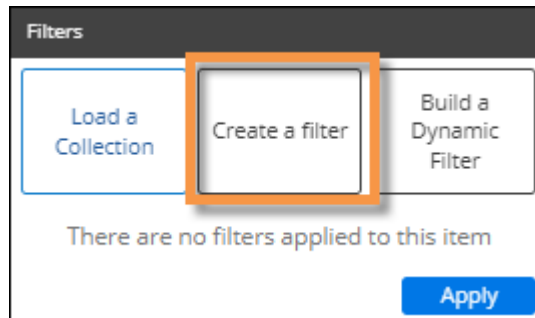 Filters
Load a
Collection
Create a filter
Build a
Dynamic
Filter
There are no filters applied to this item
Apply